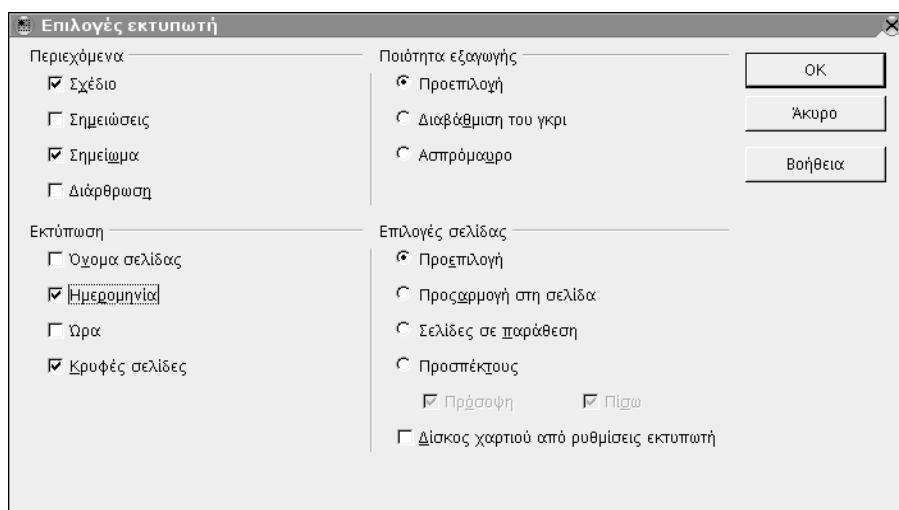 Επιλογές εκτυπωτή
Περιεχόμενα
Σχέδιο
Σημειώσεις
Σημείωμα
Διάρθρωση
Ποιότητα εξαγωγής
Προεπιλογή
Διαβάθμιση του γκρι
Ασπρόμαυρο
OK
Άκυρο
Βοήθεια
Εκτύπωση
Όνομα σελίδας
Ημερομηνία
Ώρα
Κρυφές σελίδες
Επιλογές σελίδας
Προεπιλογή
Προςαρμογή στη σελίδα
Σελίδες σε παράθεση
Προσπέκτους
Πρόσοψη Πίσω
Δίσκος χαρτιού από ρυθμίσεις εκτυπωτή